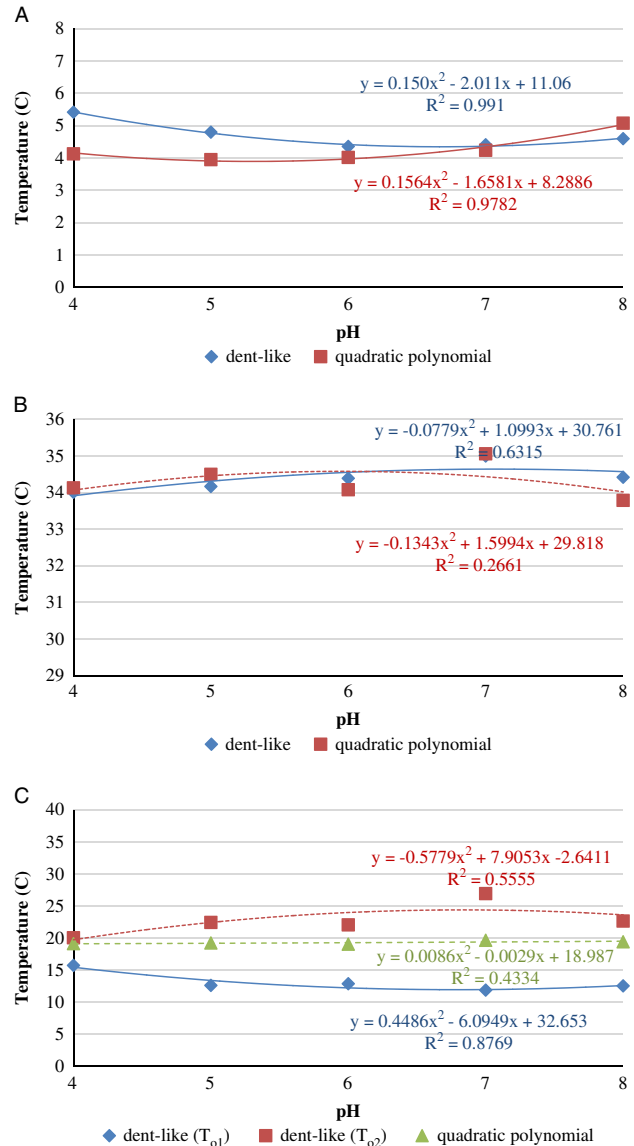 A
Temperature (C)
8
7
6
5
4
3
2
1
0
y = 0.150x² - 2.011x + 11.06
R² = 0.991
y = 0.1564x² - 1.6581x + 8.2886
R² = 0.9782
4 5 6 7 8
pH
dent-like quadratic polynomial
B
Temperature (C)
36
35
34
33
32
31
30
29
y = -0.0779x² + 1.0993x + 30.761
R² = 0.6315
y = -0.1343x² + 1.5994x + 29.818
R² = 0.2661
4 5 6 7 8
pH
dent-like quadratic polynomial
C
Temperature (C)
40
35
30
25
20
15
10
5
0
y = -0.5779x² + 7.9053x -2.6411
R² = 0.5555
y = 0.0086x² - 0.0029x + 18.987
R² = 0.4334
y = 0.4486x² - 6.0949x + 32.653
R² = 0.8769
4 5 6 7 8
pH
dent-like (Tₒ₁) dent-like (Tₒ₂) quadratic polynomial